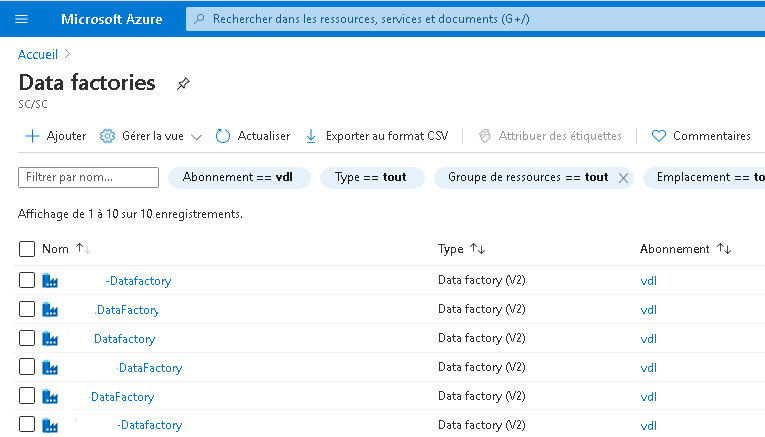 Microsoft Azure
Rechercher dans les ressources, services et documents (G+/)
Accueil >
Data factories
SC/SC
Ajouter Gérer la vue Actualiser Exporter au format CSV Attribuer des étiquettes Commentaires
Filtrer par nom... Abonnement == vdl Type == tout Groupe de ressources == tout Emplacement == to
Affichage de 1 à 10 sur 10 enregistrements.
Nom Type Abonnement
-Datafactory Data factory (V2) vdl
.DataFactory Data factory (V2) vdl
Datafactory Data factory (V2) vdl
-DataFactory Data factory (V2) vdl
-DataFactory Data factory (V2) vdl
-Datafactory Data factory (V2) vdl